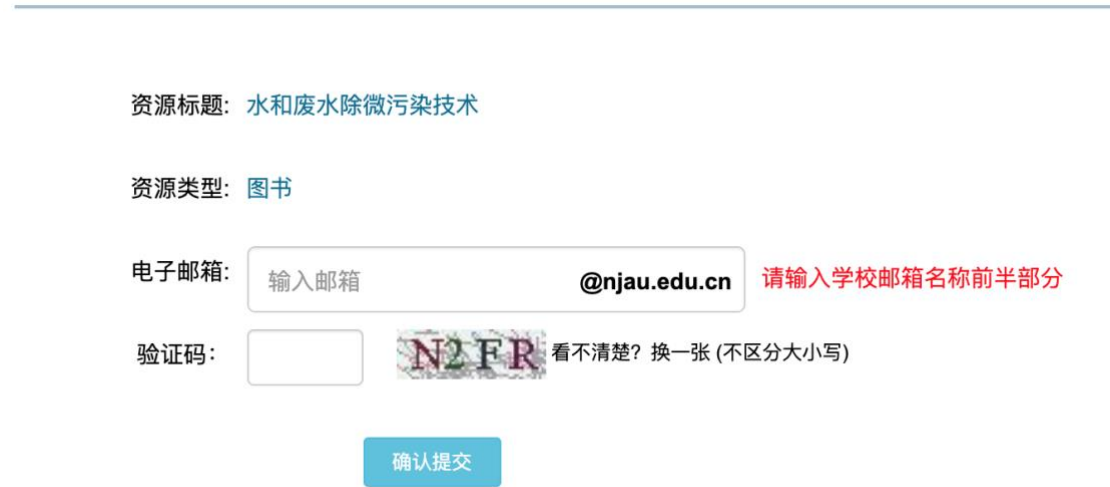 资源标题: 水和废水除微污染技术
资源类型: 图书
电子邮箱: 输入邮箱 @njau.edu.cn 请输入学校邮箱名称前半部分
验证码： N2FR 看不清楚？换一张 (不区分大小写)
确认提交